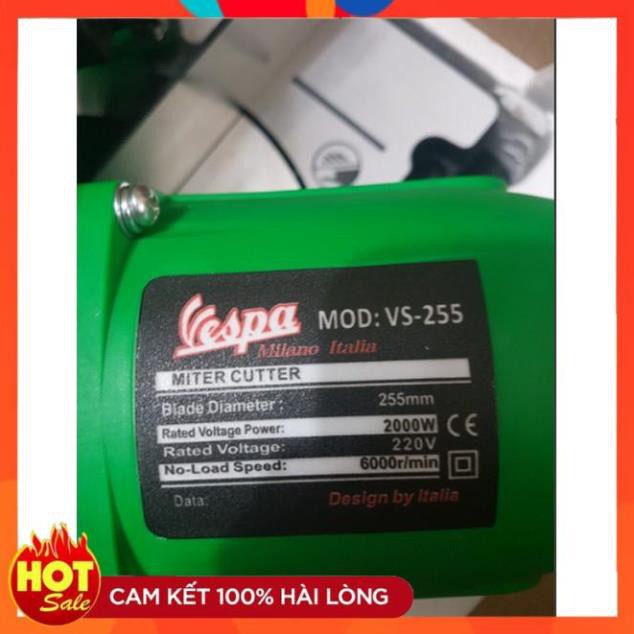 Vespa MOD: VS-255
Milano Italia
MITER CUTTER
Blade Diameter : 255mm
Rated Voltage Power: 2000W CE
Rated Voltage: 220V
No-Load Speed: 6000r/min
Data: Design by Italia
HOT
Sale
CAM KẾT 100% HÀI LÒNG